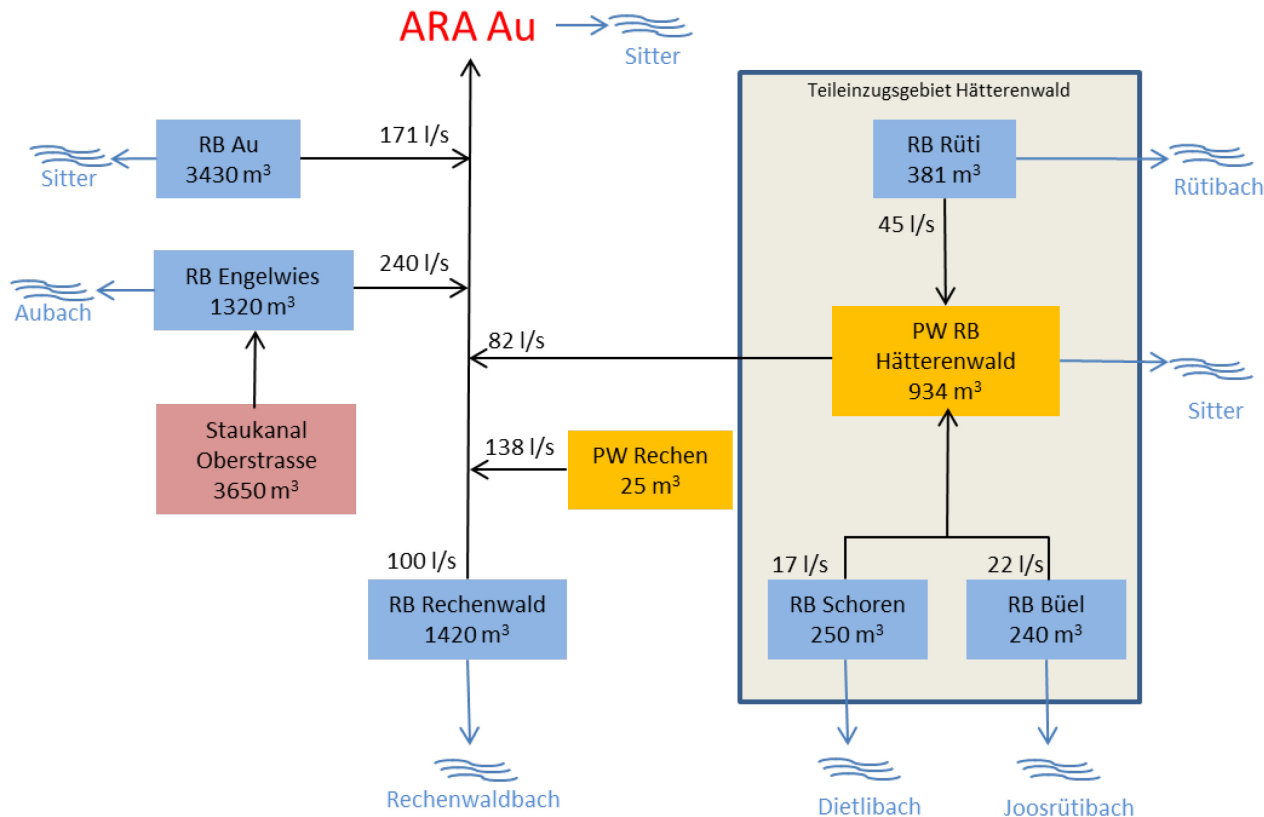 ARA Au
Sitter
Teileinzugsgebiet Hätterenwald
RB Au
3430 m³
171 l/s
Sitter
RB Rüti
381 m³
Rütibach
45 l/s
RB Engelwies
1320 m³
240 l/s
Aubach
82 l/s
PW RB
Hätterenwald
934 m³
Sitter
Staukanal
Oberstrasse
3650 m³
138 l/s
PW Rechen
25 m³
100 l/s
RB Rechenwald
1420 m³
17 l/s
RB Schoren
250 m³
22 l/s
RB Büel
240 m³
Rechenwaldbach
Dietlibach
Joosrütibach